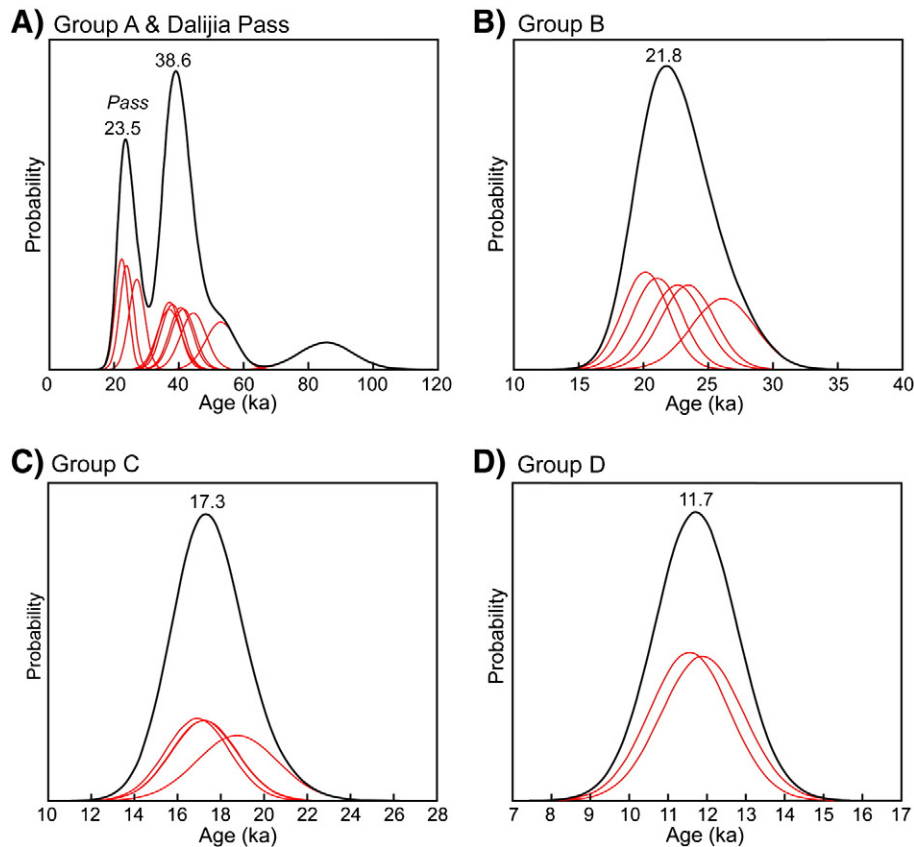 A) Group A & Dalijia Pass
38.6
Pass
23.5
Probability
0 20 40 60 80 100 120
Age (ka)
B) Group B
21.8
Probability
10 15 20 25 30 35 40
Age (ka)
C) Group C
17.3
Probability
10 12 14 16 18 20 22 24 26 28
Age (ka)
D) Group D
11.7
Probability
7 8 9 10 11 12 13 14 15 16 17
Age (ka)